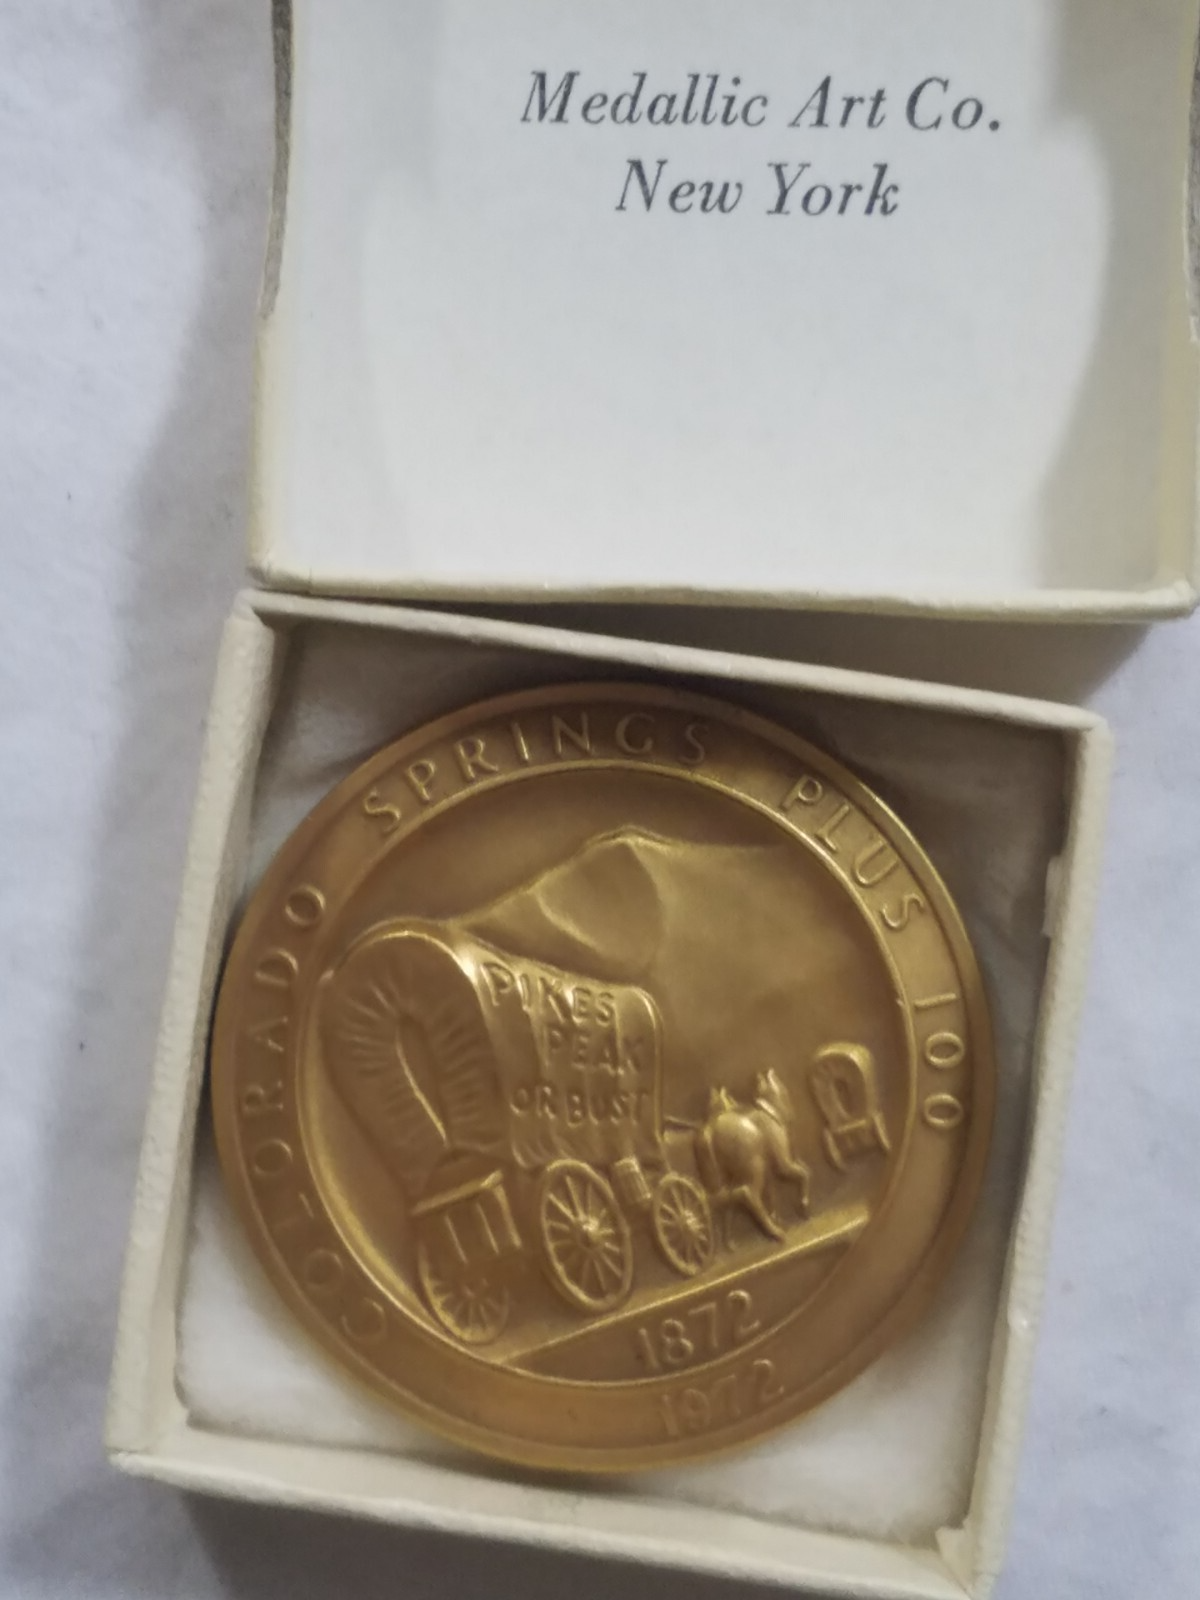 Medallic Art Co.
New York
COLORADO SPRINGS PLUS 100
PIKES
PEAK
OR BUST
1872
1972